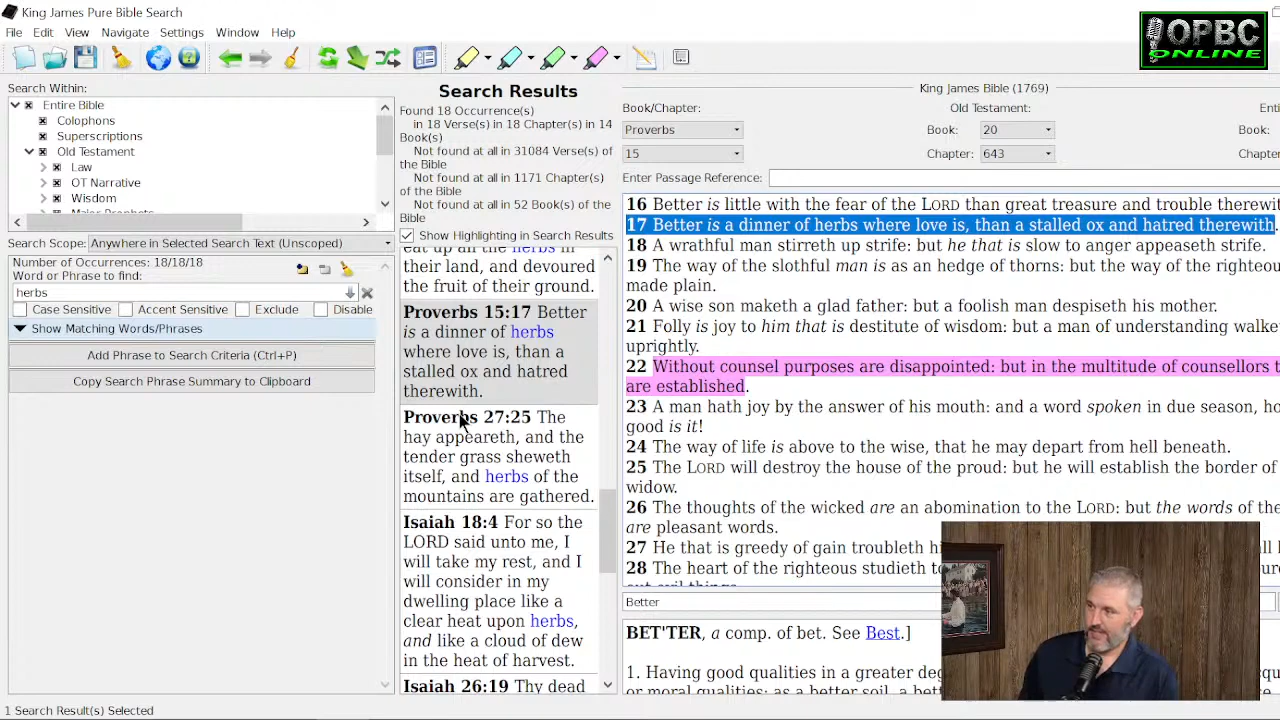 King James Pure Bible Search
OPBC
ONLINE
File Edit View Navigate Settings Window Help
Search Within:
Entire Bible
Colophons
Superscriptions
Old Testament
Law
OT Narrative
Wisdom
Search Scope: Anywhere in Selected Search Text (Unscoped)
Number of Occurrences: 18/18/18
Word or Phrase to find:
herbs
Case Sensitive Accent Sensitive Exclude Disable
Show Matching Words/Phrases
Add Phrase to Search Criteria (Ctrl+P)
Copy Search Phrase Summary to Clipboard
Search Results
Found 18 Occurrence(s)
in 18 Verse(s) in 18 Chapter(s) in 14
Book(s)
Not found at all in 31084 Verse(s) of
the Bible
Not found at all in 1171 Chapter(s)
of the Bible
Not found at all in 52 Book(s) of the
Bible
Show Highlighting in Search Results
eat up all the herbs in
their land, and devoured
the fruit of their ground.
Proverbs 15:17 Better
is a dinner of herbs
where love is, than a
stalled ox and hatred
therewith.
Proverbs 27:25 The
hay appeareth, and the
tender grass sheweth
itself, and herbs of the
mountains are gathered.
Isaiah 18:4 For so the
LORD said unto me, I
will take my rest, and I
will consider in my
dwelling place like a
clear heat upon herbs,
and like a cloud of dew
in the heat of harvest.
Isaiah 26:19 Thy dead
King James Bible (1769)
Book/Chapter: Old Testament:
Proverbs Book: 20 Book:
15 Chapter: 643 Chapter
Enter Passage Reference:
16 Better is little with the fear of the LORD than great treasure and trouble
17 Better is a dinner of herbs where love is, than a stalled ox and hatred therewith.
18 A wrathful man stirreth up strife: but he that is slow to anger appeaseth strife.
19 The way of the slothful man is as an hedge of thorns: but the way of the
made plain.
20 A wise son maketh a glad father: but a foolish man despiseth his mother.
21 Folly is joy to him that is destitute of wisdom: but a man of understanding
uprightly.
22 Without counsel purposes are disappointed: but in the multitude of counsellors
are established.
23 A man hath joy by the answer of his mouth: and a word spoken in due season,
good is it!
24 The way of life is above to the wise, that he may depart from hell beneath.
25 The LORD will destroy the house of the proud: but he will establish the border of
widow.
26 The thoughts of the wicked are an abomination to the LORD: but the words of
are pleasant words.
27 He that is greedy of gain troubleth
28 The heart of the righteous studieth
out evil things.
Better
BET'TER, a comp. of bet. See Best.]
1. Having good qualities in a greater
or moral qualities; as a better soil, a
1 Search Result(s) Selected